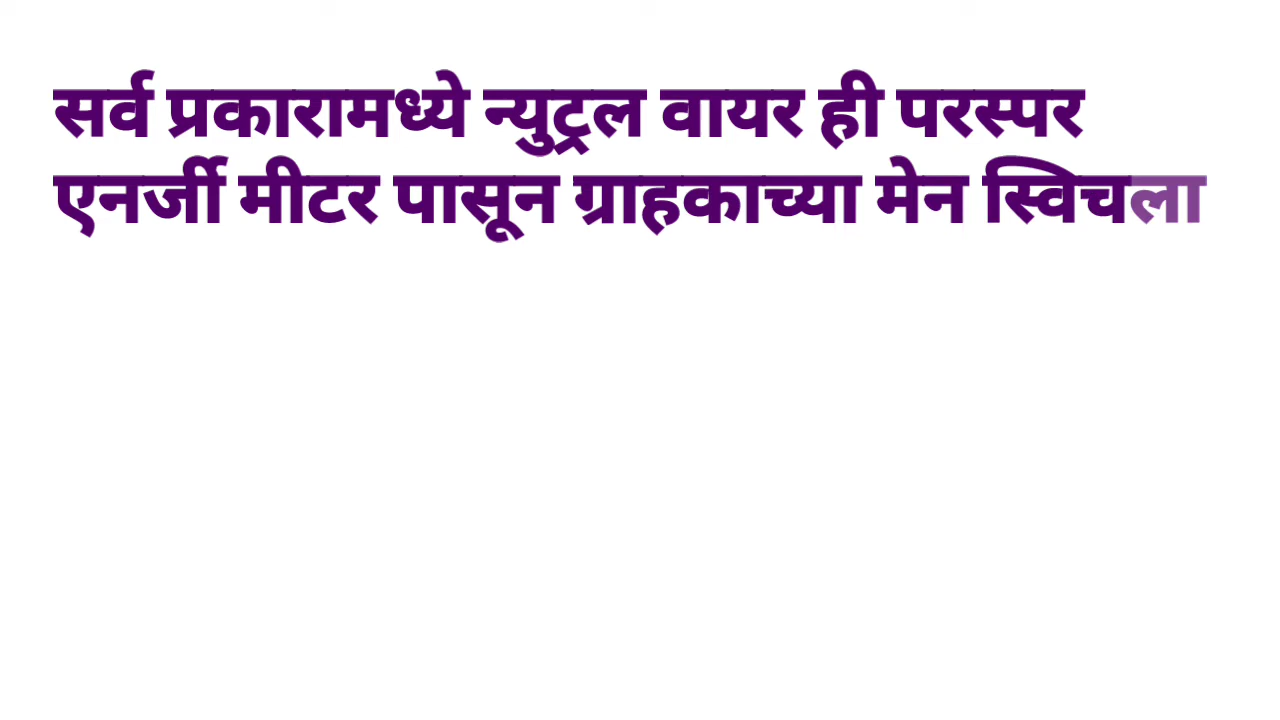 सर्व प्रकारामध्ये न्युट्रल वायर ही परस्पर
एनर्जी मीटर पासून ग्राहकाच्या मेन स्विचला